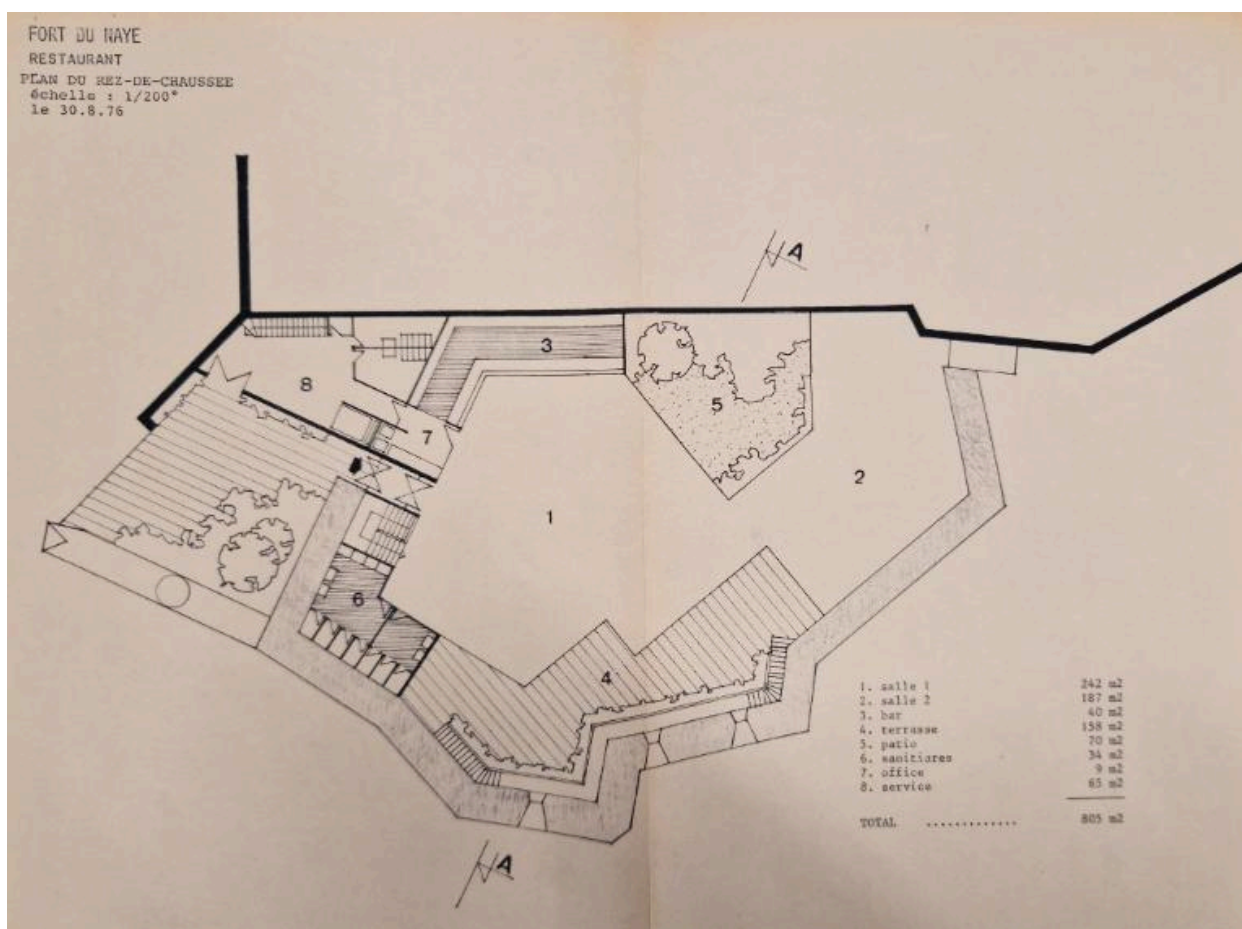 FORT DU NAYE
RESTAURANT
PLAN DU REZ-DE-CHAUSSEE
échelle : 1/200°
le 30.8.76
A
3
8
5
7
2
1
6
4
1. salle 1 242 m2
2. salle 2 187 m2
3. bar 40 m2
4. terrasse 158 m2
5. patio 70 m2
6. sanitiares 34 m2
7. office 9 m2
8. service 65 m2
TOTAL ............. 805 m2
A